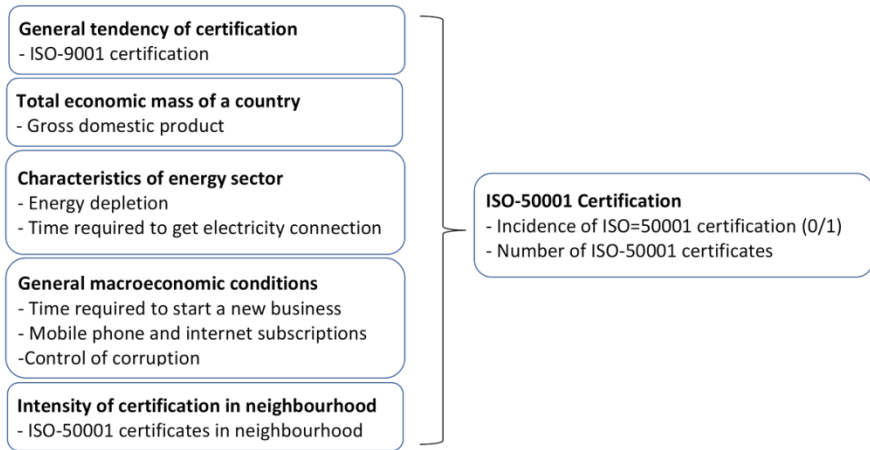 General tendency of certification
- ISO-9001 certification
Total economic mass of a country
- Gross domestic product
Characteristics of energy sector
- Energy depletion
- Time required to get electricity connection
General macroeconomic conditions
- Time required to start a new business
- Mobile phone and internet subscriptions
-Control of corruption
Intensity of certification in neighbourhood
- ISO-50001 certificates in neighbourhood
ISO-50001 Certification
- Incidence of ISO=50001 certification (0/1)
- Number of ISO-50001 certificates